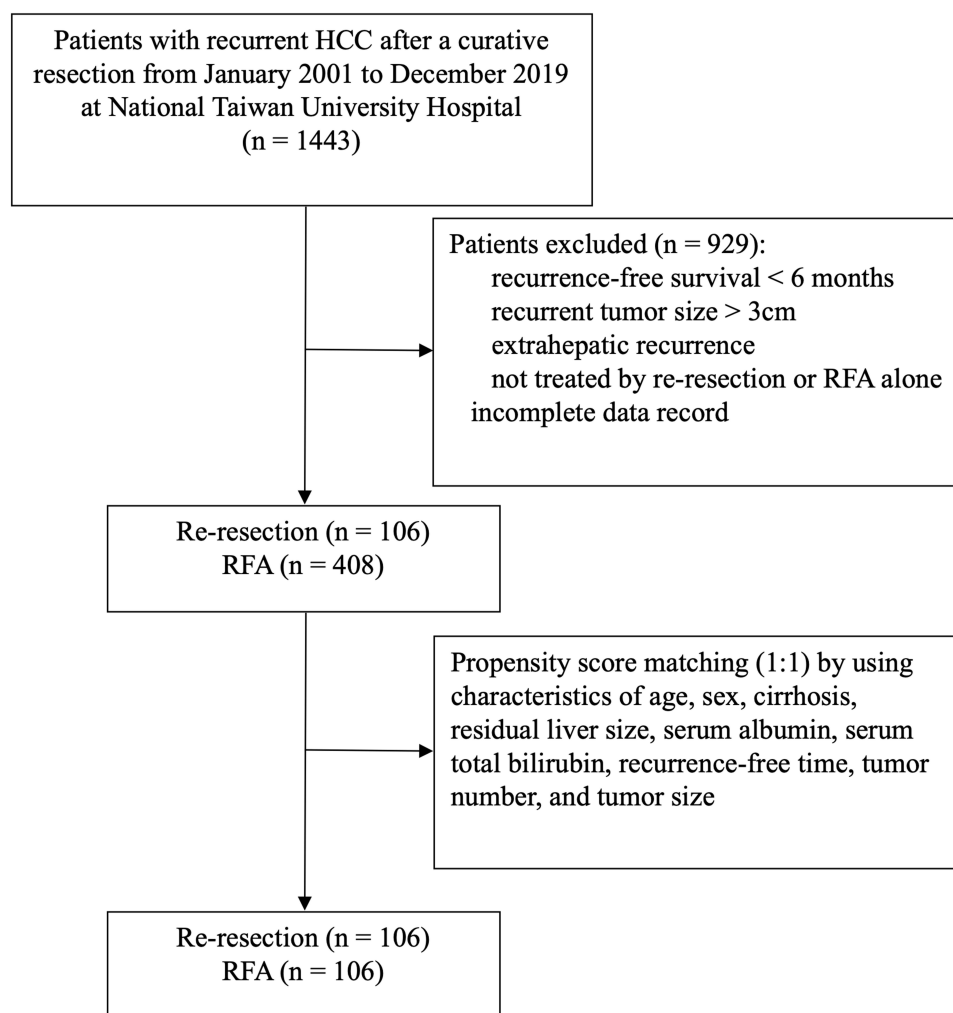 Patients with recurrent HCC after a curative
resection from January 2001 to December 2019
at National Taiwan University Hospital
(n = 1443)
Patients excluded (n = 929):
recurrence-free survival < 6 months
recurrent tumor size > 3cm
extrahepatic recurrence
not treated by re-resection or RFA alone
incomplete data record
Re-resection (n = 106)
RFA (n = 408)
Propensity score matching (1:1) by using
characteristics of age, sex, cirrhosis,
residual liver size, serum albumin, serum
total bilirubin, recurrence-free time, tumor
number, and tumor size
Re-resection (n = 106)
RFA (n = 106)